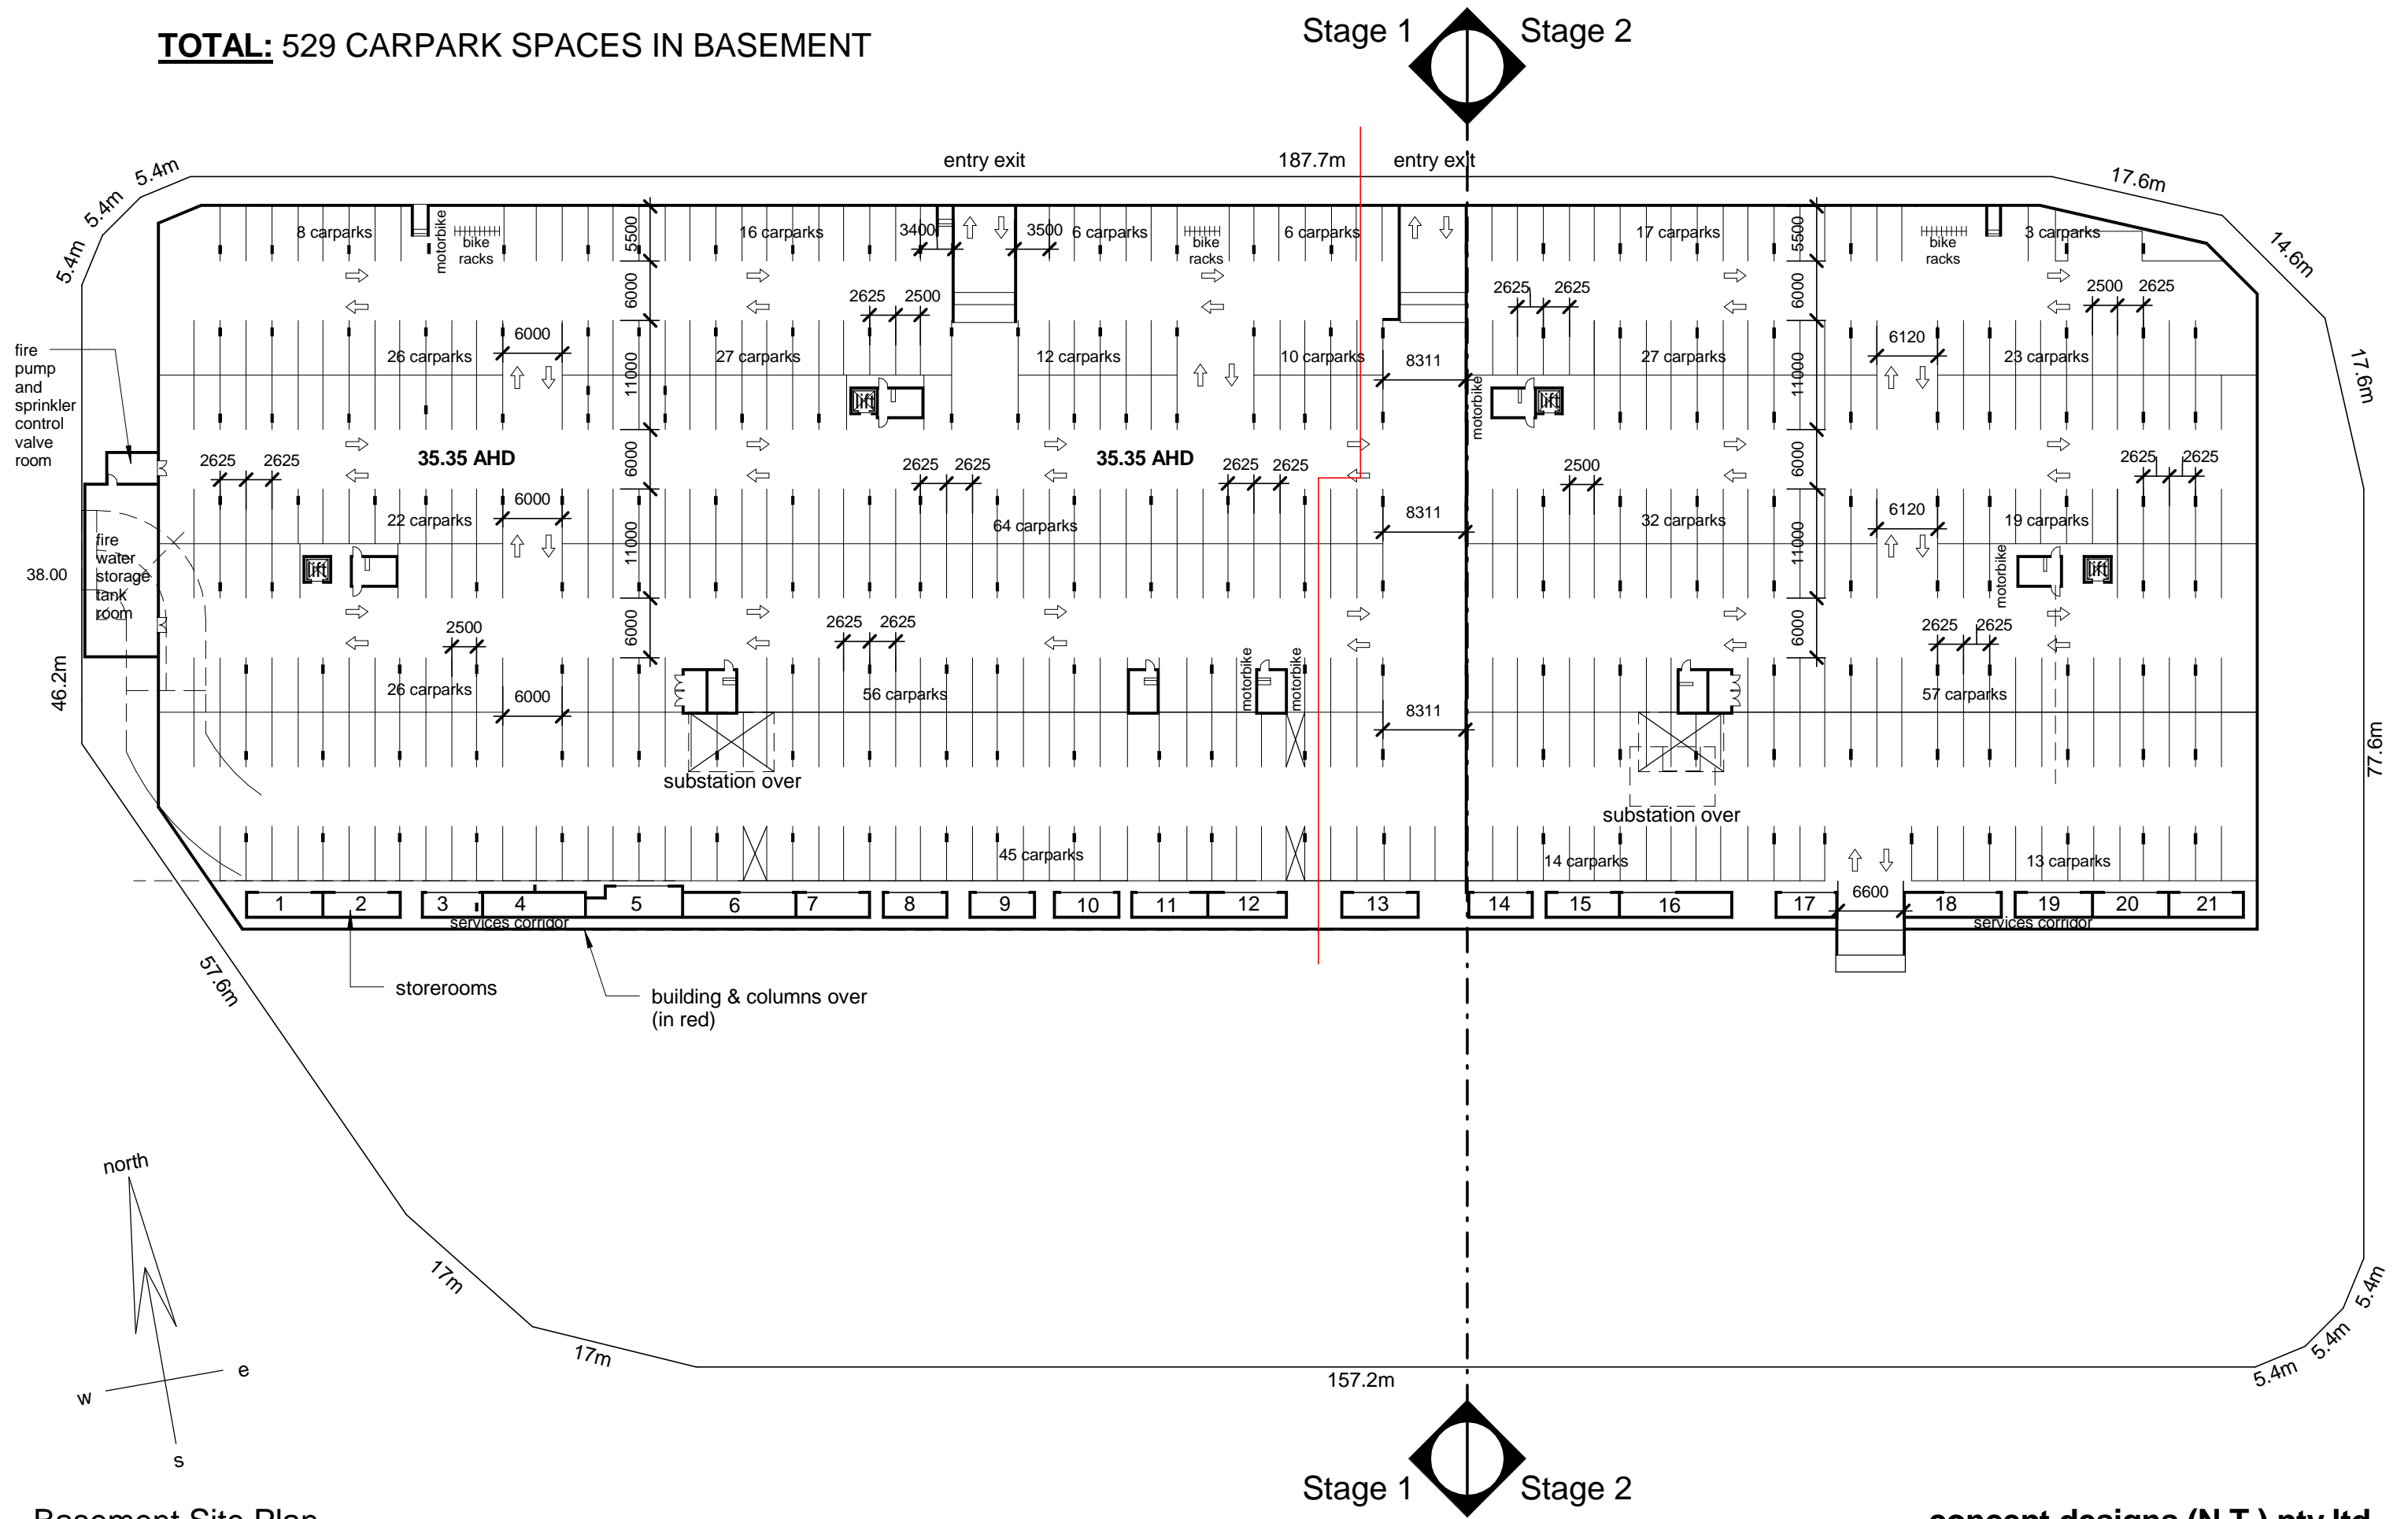 Stage 1
Stage 2
TOTAL: 529 CARPARK SPACES IN BASEMENT
entry exit
187.7m
entry exit
5.4m
5.4m
5.4m
17.6m
14.6m
17.6m
8 carparks
motorbike
bike
racks
5500
16 carparks
3400
3500
6 carparks
bike
racks
6 carparks
17 carparks
5500
bike
racks
3 carparks
6000
2625
2500
2625
2625
6000
2500
2625
fire
pump
and
sprinkler
control
valve
room
26 carparks
6000
11000
27 carparks
12 carparks
10 carparks
8311
27 carparks
11000
6120
23 carparks
lift
motorbike
lift
2625
2625
35.35 AHD
6000
2625
2625
35.35 AHD
2625
2625
2500
6000
2625
2625
22 carparks
6000
11000
64 carparks
8311
32 carparks
11000
6120
19 carparks
fire
water
storage
tank
room
38.00
lift
motorbike
lift
2500
6000
2625
2625
6000
2625
2625
46.2m
26 carparks
6000
56 carparks
motorbike
motorbike
8311
57 carparks
77.6m
substation over
substation over
45 carparks
14 carparks
13 carparks
6600
1
2
3
4
5
6
7
8
9
10
11
12
13
14
15
16
17
18
19
20
21
services corridor
services corridor
57.6m
storerooms
building & columns over
(in red)
north
e
w
s
17m
17m
157.2m
5.4m
5.4m
5.4m
Stage 1
Stage 2
Basement Site Plan
concept designs (N.T.) pty ltd